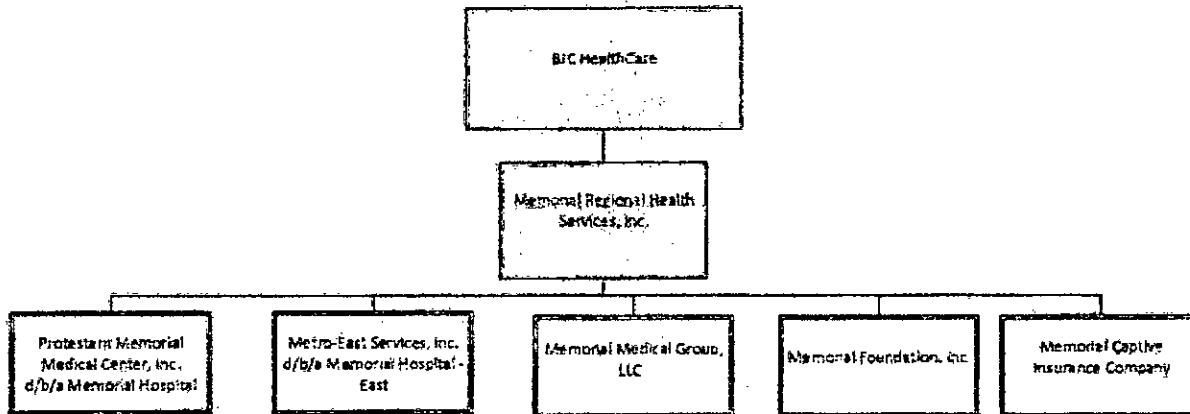 BJC HealthCare
Memorial Regional Health
Services, Inc.
Protestant Memorial
Medical Center, Inc.
d/b/a Memorial Hospital
Metro-East Services, Inc.
d/b/a Memorial Hospital -
East
Memorial Medical Group,
LLC
Memorial Foundation, Inc.
Memorial Captive
Insurance Company